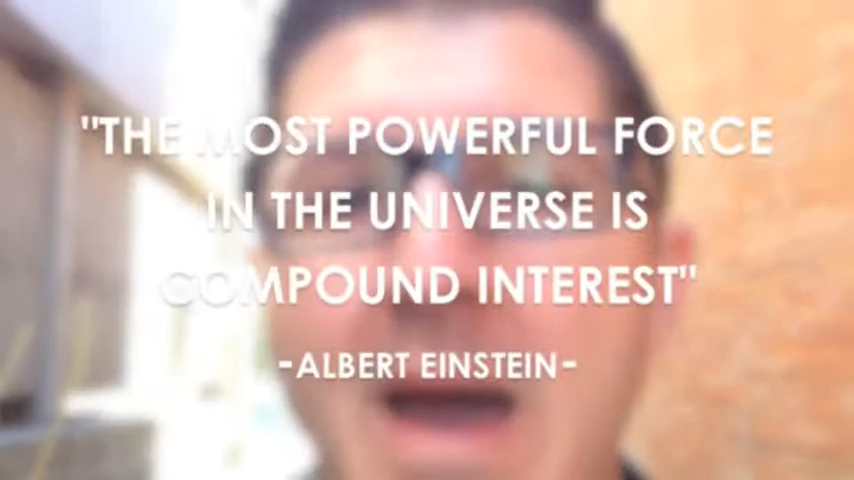 "THE MOST POWERFUL FORCE
IN THE UNIVERSE IS
COMPOUND INTEREST"
-ALBERT EINSTEIN-